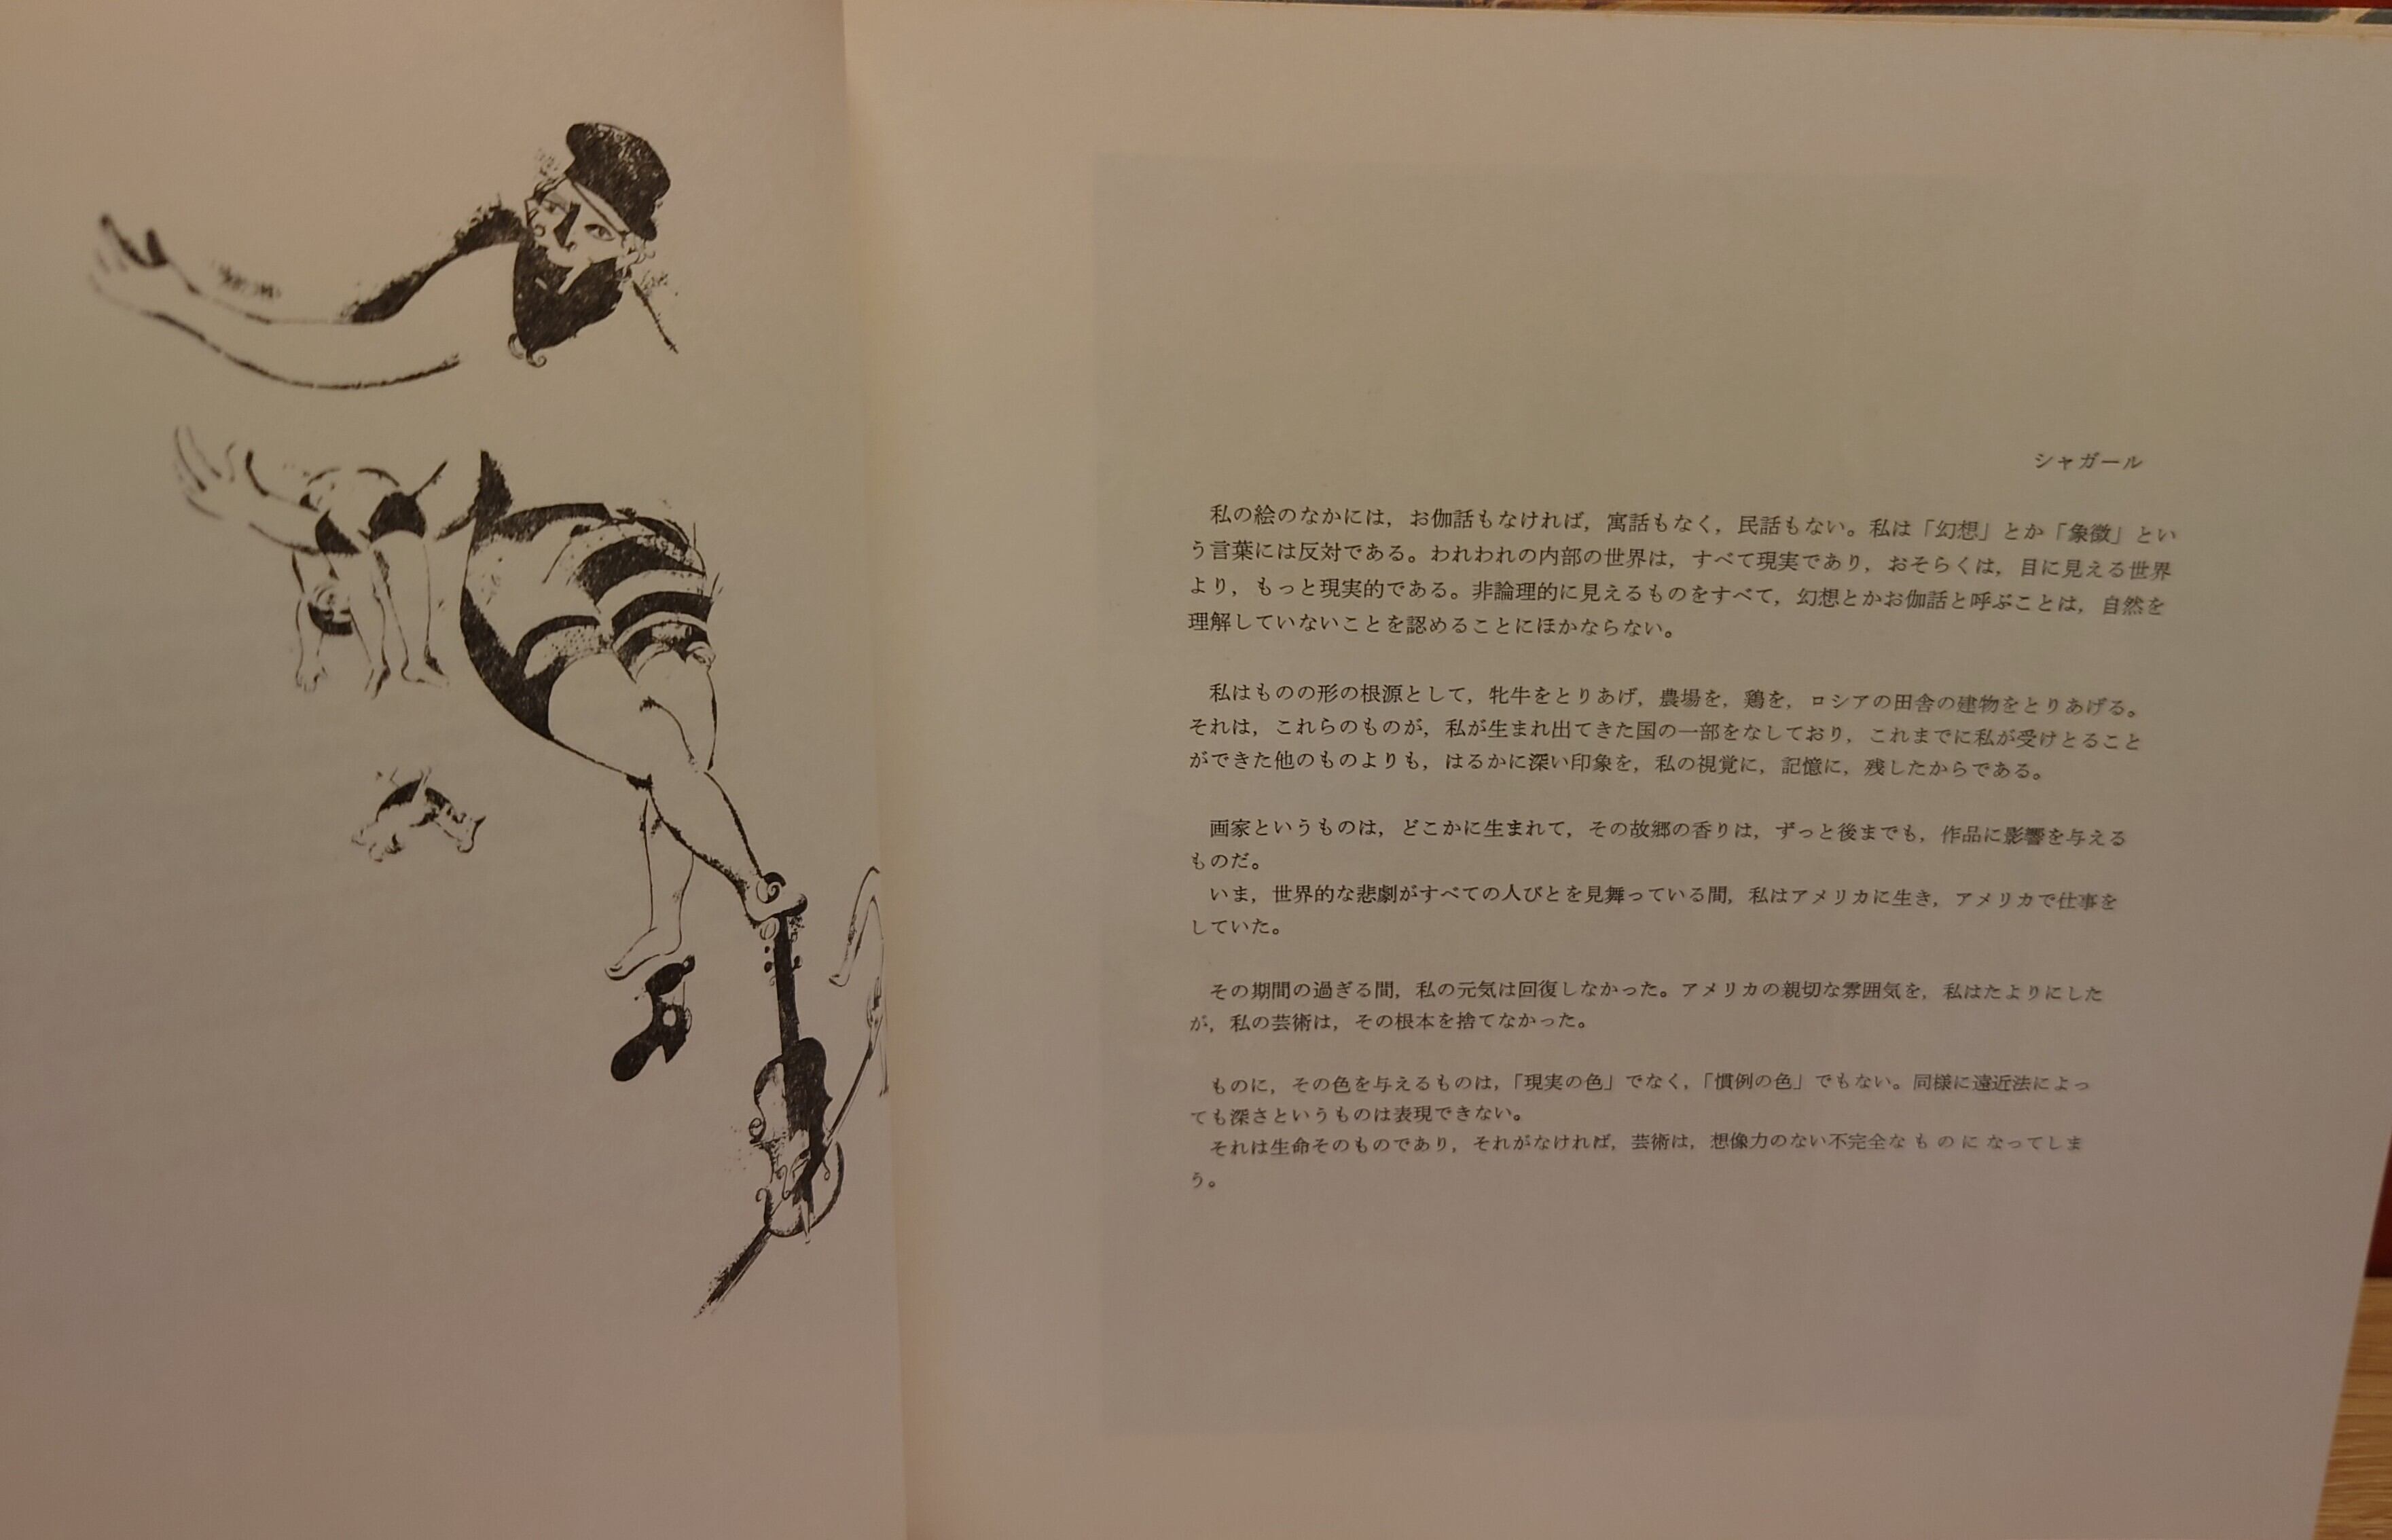 シャガール
私の絵のなかには，お伽話もなければ，寓話もなく，民話もない。私は「幻想」とか「象徴」とい
う言葉には反対である。われわれの内部の世界は，すべて現実であり，おそらくは，目に見える世界
より，もっと現実的である。非論理的に見えるものをすべて，幻想とかお伽話と呼ぶことは，自然を
理解していないことを認めることにほかならない。
私はものの形の根源として，牝牛をとりあげ，農場を，鶏を，ロシアの田舎の建物をとりあげる。
それは，これらのものが，私が生まれ出てきた国の一部をなしており，これまでに私が受けとること
ができた他のものよりも，はるかに深い印象を，私の視覚に，記憶に，残したからである。
画家というものは，どこかに生まれて，その故郷の香りは，ずっと後までも，作品に影響を与える
ものだ。
いま，世界的な悲劇がすべての人びとを見舞っている間，私はアメリカに生き，アメリカで仕事を
していた。
その期間の過ぎる間，私の元気は回復しなかった。アメリカの親切な雰囲気を，私はたよりにした
が，私の芸術は，その根本を捨てなかった。
ものに，その色を与えるものは，「現実の色」でなく，「慣例の色」でもない。同様に遠近法によっ
ても深さというものは表現できない。
それは生命そのものであり，それがなければ，芸術は，想像力のない不完全なものになってしま
う。